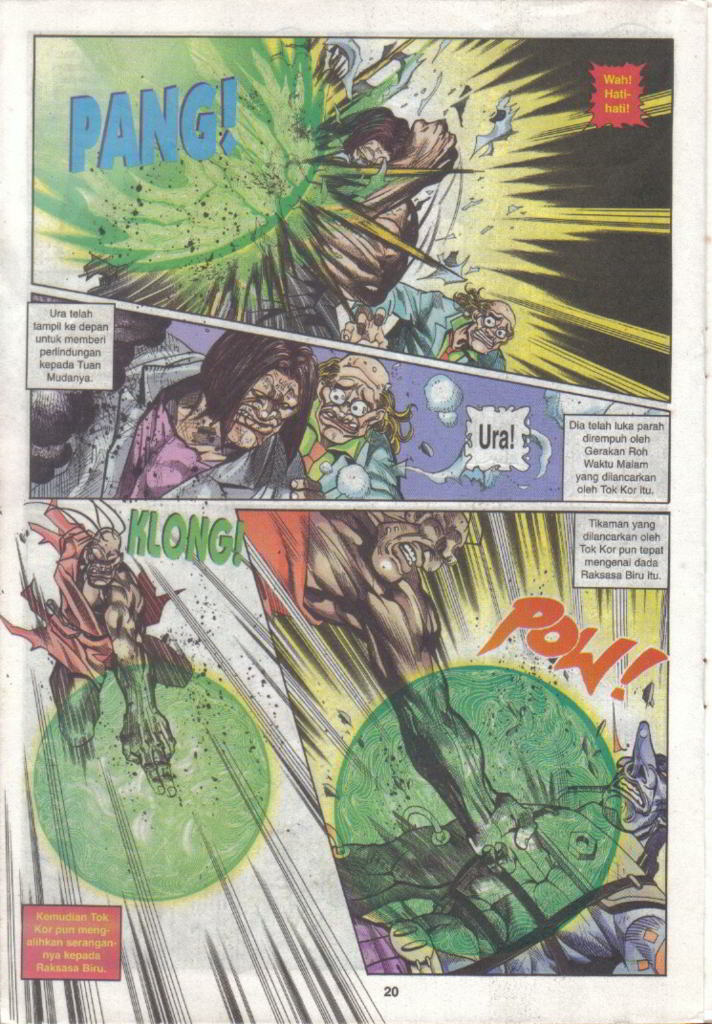 PANG!
Wah!
Hati-
hati!
Ura telah
tampil ke depan
untuk memberi
perlindungan
kepada Tuan
Mudanya.
Ura!
Dia telah luka parah
dirempuh oleh
Gerakan Roh
Waktu Malam
yang dilancarkan
oleh Tok Kor itu.
KLONG!
Tikaman yang
dilancarkan oleh
Tok Kor pun tepat
mengenai dada
Raksasa Biru itu.
POW!
Kemudian Tok
Kor pun meng-
alihkan serangan-
nya kepada
Raksasa Biru.
20